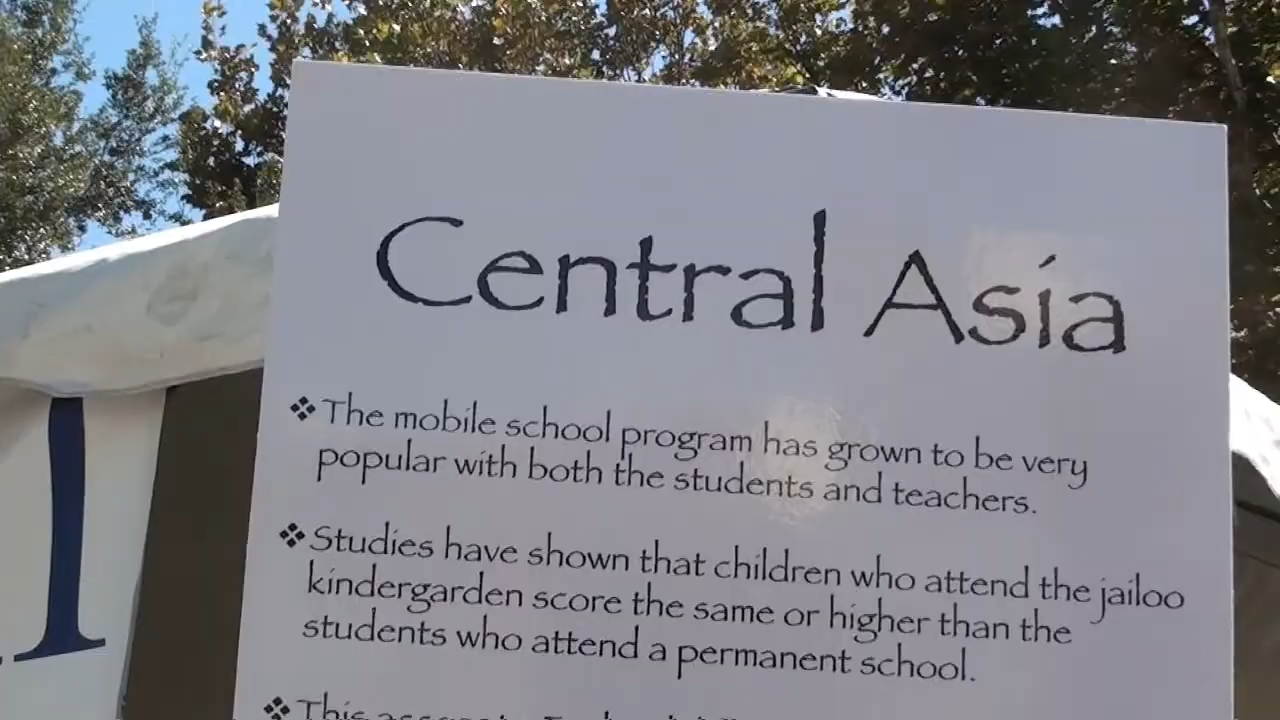 Central Asia
❖The mobile school program has grown to be very
popular with both the students and teachers.
❖Studies have shown that children who attend the jailoo
kindergarden score the same or higher than the
students who attend a permanent school.
❖This